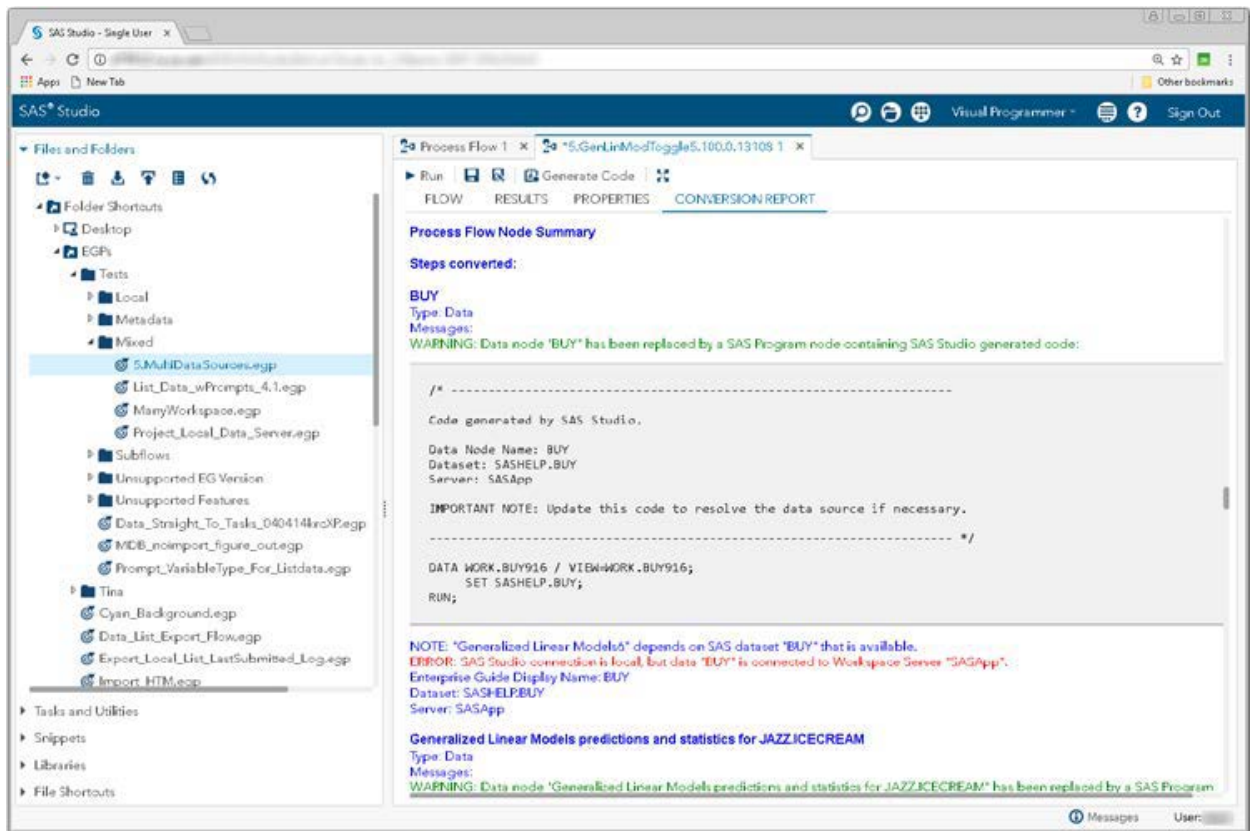 SAS Studio - Single User
Apps New Tab
Other bookmarks
SAS® Studio
Visual Programmer
Sign Out
Files and Folders
Folder Shortcuts
Desktop
EGPs
Tests
Local
Metadata
Mixed
5.MultiDataSources.egp
List_Data_wPrompts_4.1.egp
ManyWorkspace.egp
Project_Local_Data_Server.egp
Subflows
Unsupported EG Version
Unsupported Features
Data_Straight_To_Tasks_040414krcXP.egp
MDB_noimport_figure_out.egp
Prompt_VariableType_For_Listdata.egp
Tina
Cyan_Background.egp
Data_List_Export_Flow.egp
Export_Local_List_LastSubmitted_Log.egp
Import_HTM.egp
Tasks and Utilities
Snippets
Libraries
File Shortcuts
Process Flow 1
*5.GenLinModToggle5.100.0.13108 1
Run
Generate Code
FLOW RESULTS PROPERTIES CONVERSION REPORT
Process Flow Node Summary
Steps converted:
BUY
Type: Data
Messages:
WARNING: Data node "BUY" has been replaced by a SAS Program node containing SAS Studio generated code:
/* -----------------------------------------------------------------------
Code generated by SAS Studio.
Data Node Name: BUY
Dataset: SASHELP.BUY
Server: SASApp
IMPORTANT NOTE: Update this code to resolve the data source if necessary.
----------------------------------------------------------------------- */
DATA WORK.BUY916 / VIEW=WORK.BUY916;
SET SASHELP.BUY;
RUN;
NOTE: "Generalized Linear Models6" depends on SAS dataset "BUY" that is available.
ERROR: SAS Studio connection is local, but data "BUY" is connected to Workspace Server "SASApp".
Enterprise Guide Display Name: BUY
Dataset: SASHELP.BUY
Server: SASApp
Generalized Linear Models predictions and statistics for JAZZ.ICECREAM
Type: Data
Messages:
WARNING: Data node "Generalized Linear Models predictions and statistics for JAZZ.ICECREAM" has been replaced by a SAS Program
Messages
User: